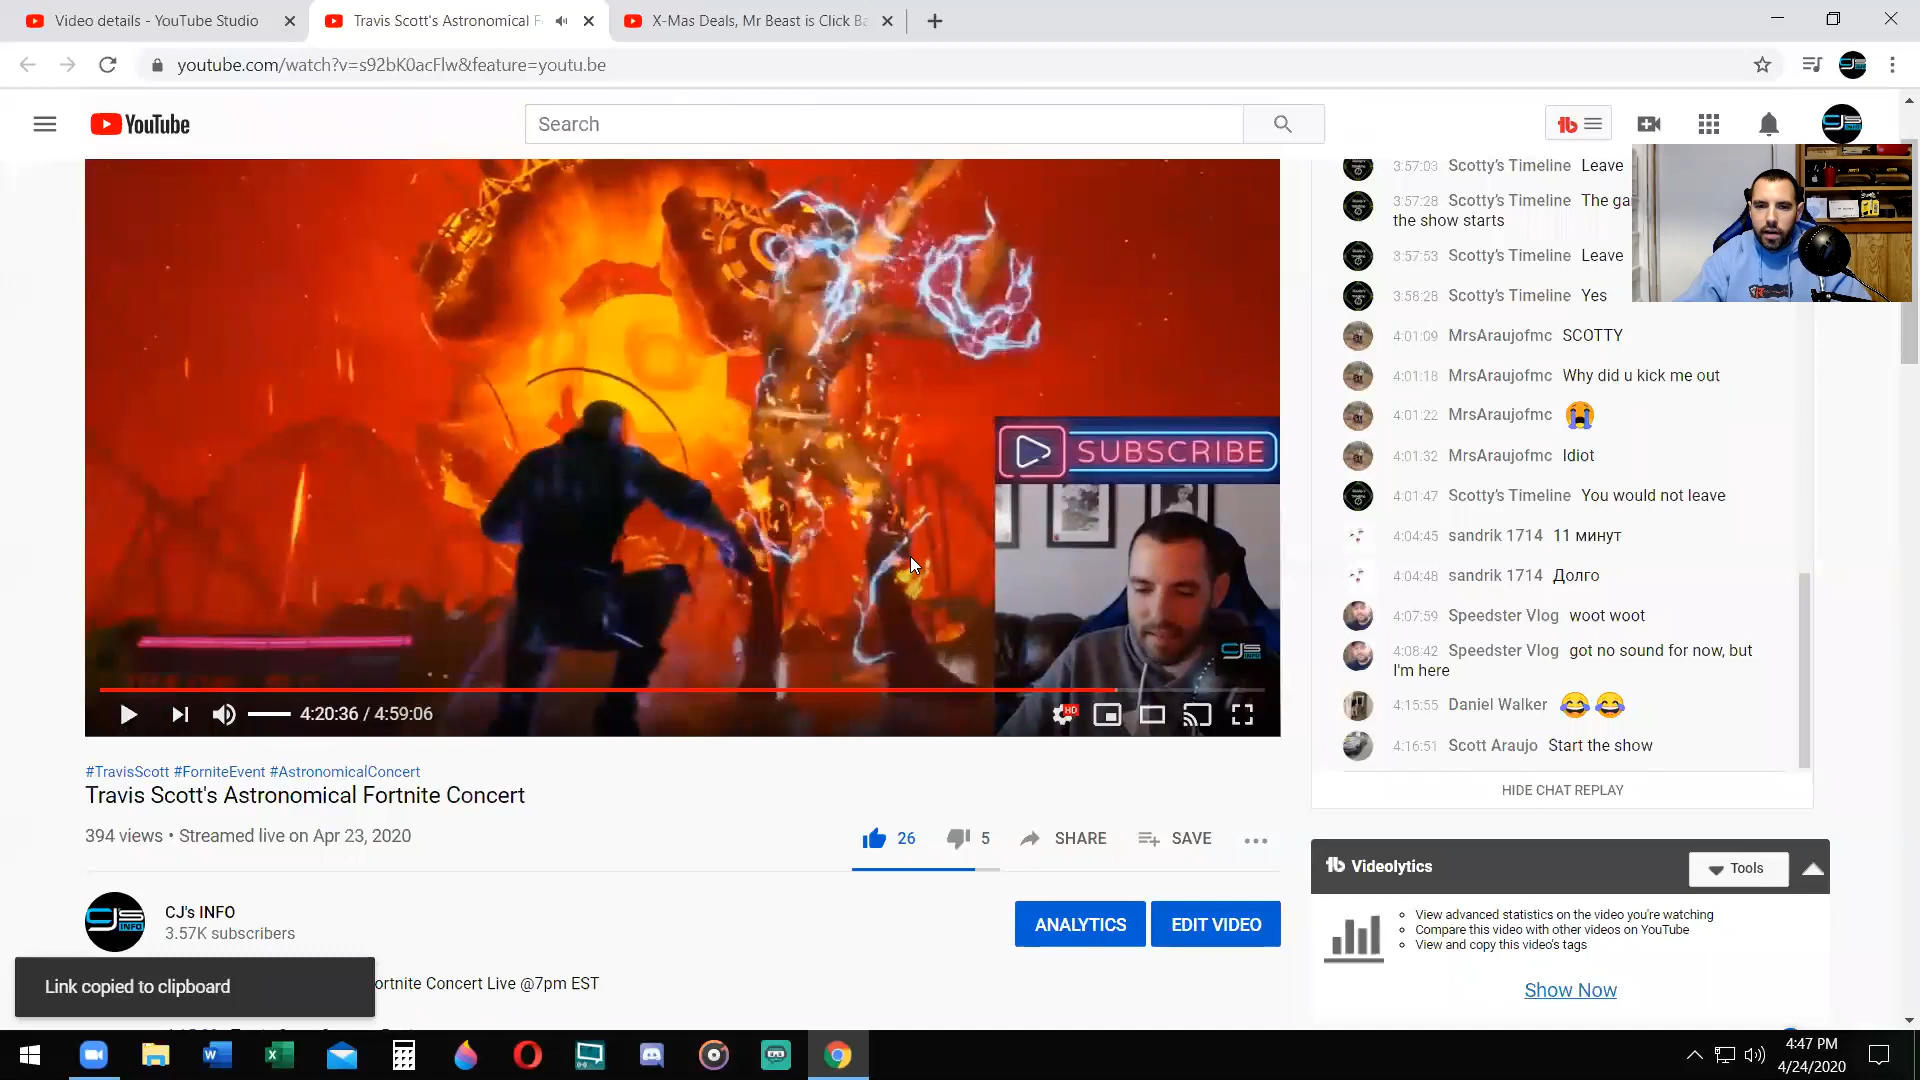 Video details - YouTube Studio
Travis Scott's Astronomical F
X-Mas Deals, Mr Beast is Click Ba
youtube.com/watch?v=s92bK0acFlw&feature=youtu.be
YouTube
Search
3:57:03 Scotty's Timeline Leave
3:57:28 Scotty's Timeline The ga
the show starts
3:57:53 Scotty's Timeline Leave
3:58:28 Scotty's Timeline Yes
4:01:09 MrsAraujofmc SCOTTY
4:01:18 MrsAraujofmc Why did u kick me out
4:01:22 MrsAraujofmc
4:01:32 MrsAraujofmc Idiot
4:01:47 Scotty's Timeline You would not leave
4:04:45 sandrik 1714 11 минут
4:04:48 sandrik 1714 Долго
4:07:59 Speedster Vlog woot woot
4:08:42 Speedster Vlog got no sound for now, but
I'm here
4:15:55 Daniel Walker
4:16:51 Scott Araujo Start the show
HIDE CHAT REPLAY
SUBSCRIBE
CJ's INFO
4:20:36 / 4:59:06
HD
#TravisScott #ForniteEvent #AstronomicalConcert
Travis Scott's Astronomical Fortnite Concert
394 views • Streamed live on Apr 23, 2020
26
5
SHARE
SAVE
CJ's INFO
3.57K subscribers
ANALYTICS
EDIT VIDEO
ortnite Concert Live @7pm EST
Link copied to clipboard
Videolytics
Tools
View advanced statistics on the video you're watching
Compare this video with other videos on YouTube
View and copy this video's tags
Show Now
4:47 PM
4/24/2020